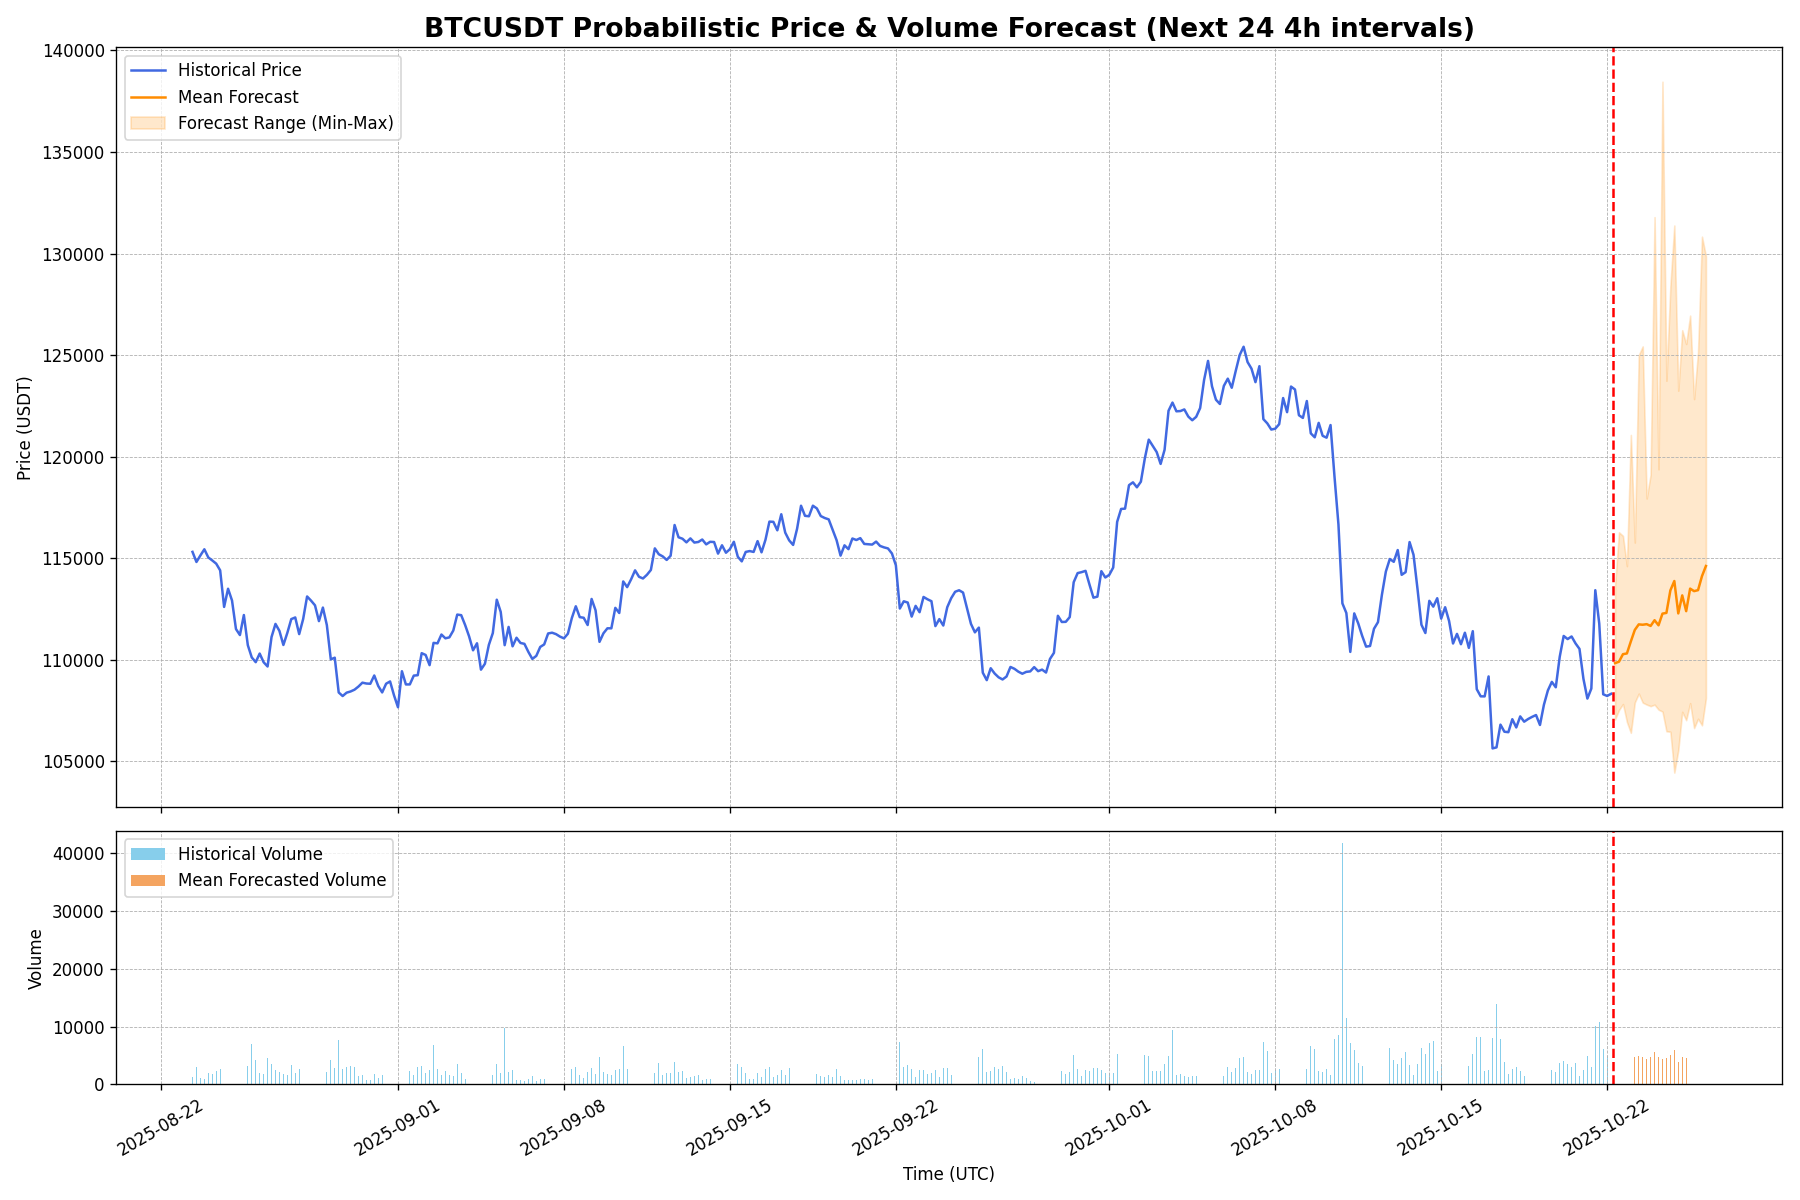 BTCUSDT Probabilistic Price & Volume Forecast (Next 24 4h intervals)
140000
135000
130000
125000
120000
115000
110000
105000
Price (USDT)
Historical Price
Mean Forecast
Forecast Range (Min-Max)
40000
30000
20000
10000
0
Volume
Historical Volume
Mean Forecasted Volume
2025-08-22
2025-09-01
2025-09-08
2025-09-15
2025-09-22
2025-10-01
2025-10-08
2025-10-15
2025-10-22
Time (UTC)